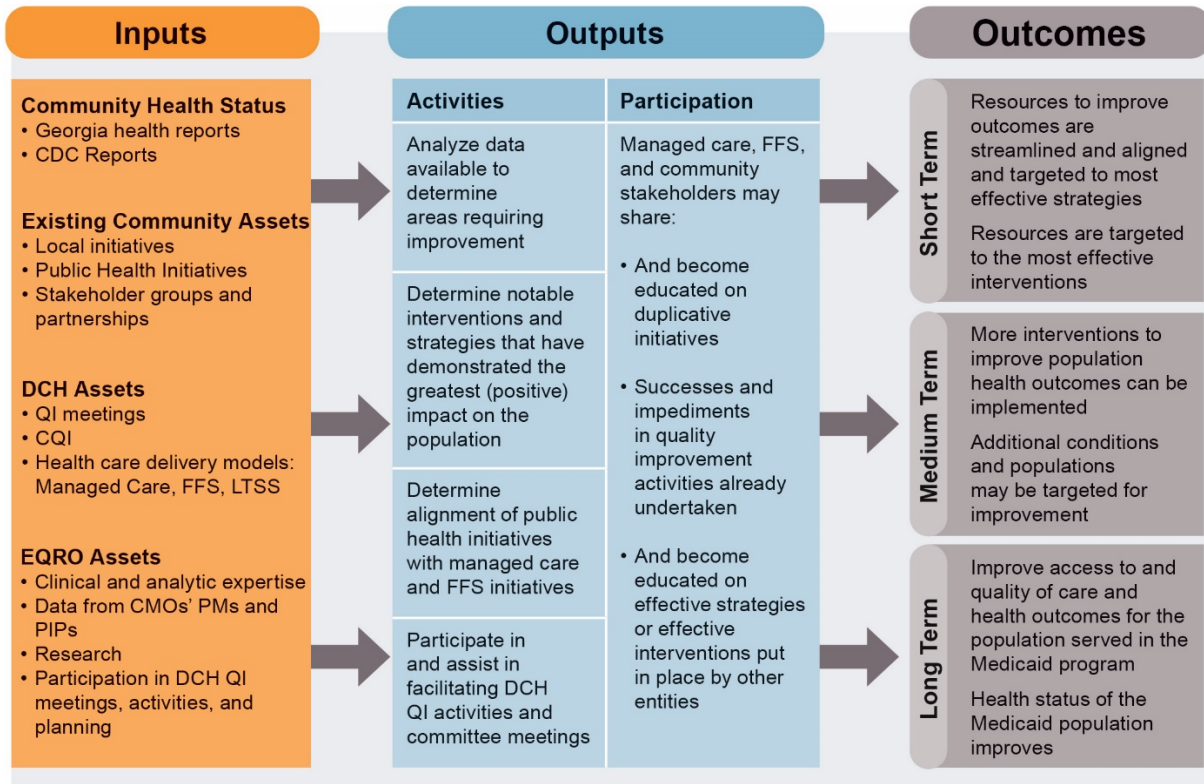 Inputs
Community Health Status
• Georgia health reports
• CDC Reports
Existing Community Assets
• Local initiatives
• Public Health Initiatives
• Stakeholder groups and
partnerships
DCH Assets
• QI meetings
• CQI
• Health care delivery models:
Managed Care, FFS, LTSS
EQRO Assets
• Clinical and analytic expertise
• Data from CMOs’ PMs and
PIPs
• Research
• Participation in DCH QI
meetings, activities, and
planning
Outputs
Activities
Analyze data
available to
determine
areas requiring
improvement
Determine notable
interventions and
strategies that have
demonstrated the
greatest (positive)
impact on the
population
Determine
alignment of public
health initiatives
with managed care
and FFS initiatives
Participate in
and assist in
facilitating DCH
QI activities and
committee meetings
Participation
Managed care, FFS,
and community
stakeholders may
share:
• And become
educated on
duplicative
initiatives
• Successes and
impediments
in quality
improvement
activities already
undertaken
• And become
educated on
effective strategies
or effective
interventions put
in place by other
entities
Outcomes
Short Term
Resources to improve
outcomes are
streamlined and aligned
and targeted to most
effective strategies
Resources are targeted
to the most effective
interventions
Medium Term
More interventions to
improve population
health outcomes can be
implemented
Additional conditions
and populations
may be targeted for
improvement
Long Term
Improve access to and
quality of care and
health outcomes for the
population served in the
Medicaid program
Health status of the
Medicaid population
improves